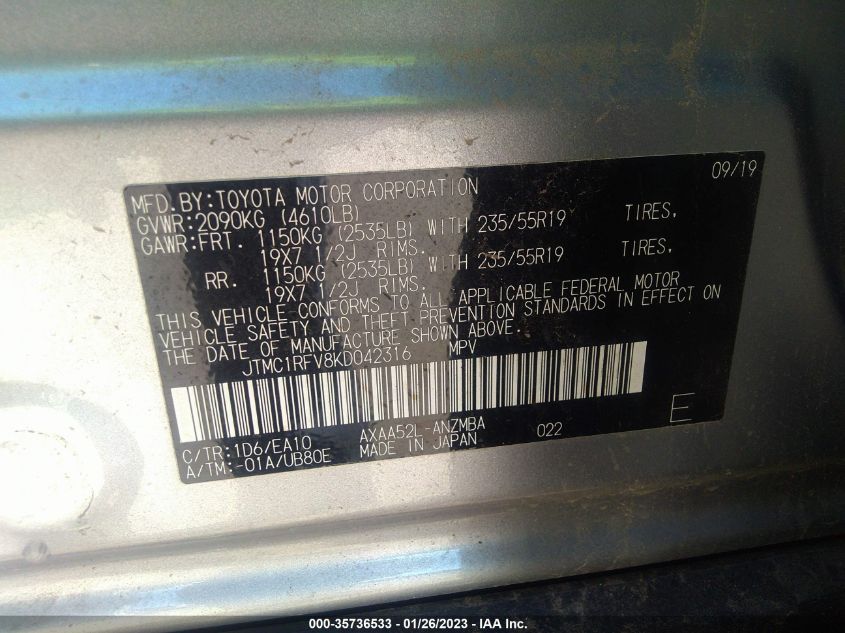 09/19
MFD.BY:TOYOTA MOTOR CORPORATION
GVWR:2090KG (4610LB)
GAWR:FRT. 1150KG (2535LB) WITH 235/55R19 TIRES,
19X7 1/2J RIMS.
RR. 1150KG (2535LB) WITH 235/55R19 TIRES,
19X7 1/2J RIMS.
THIS VEHICLE CONFORMS TO ALL APPLICABLE FEDERAL MOTOR
VEHICLE SAFETY AND THEFT PREVENTION STANDARDS IN EFFECT ON
THE DATE OF MANUFACTURE SHOWN ABOVE.
JTMC1RFV8KD042316 MPV
C/TR:1D6/EA10 AXAA52L-ANZMBA 022 E
A/TM:-01A/UB80E MADE IN JAPAN
000-35736533 - 01/26/2023 - IAA Inc.